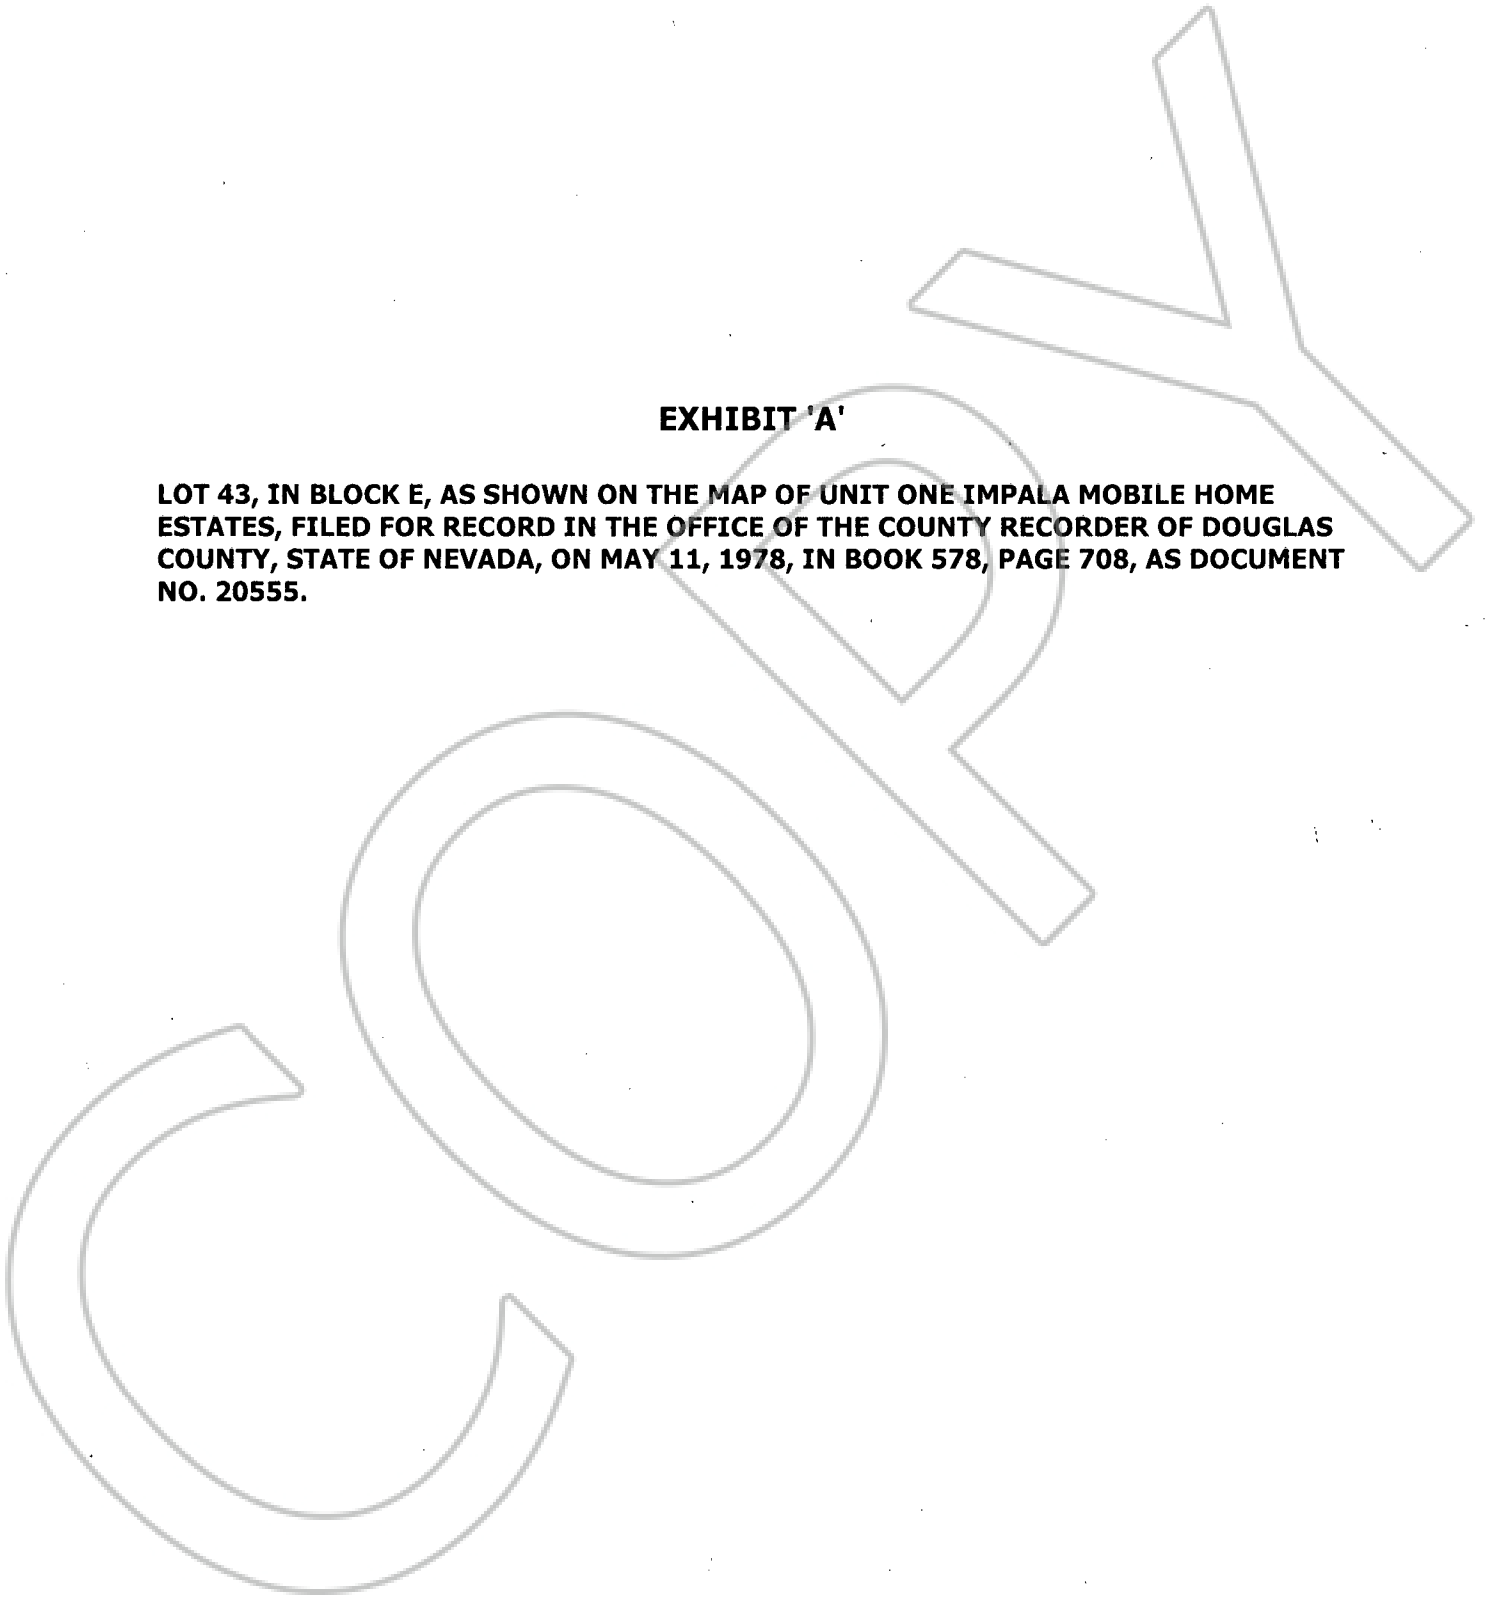 EXHIBIT 'A'
LOT 43, IN BLOCK E, AS SHOWN ON THE MAP OF UNIT ONE IMPALA MOBILE HOME
ESTATES, FILED FOR RECORD IN THE OFFICE OF THE COUNTY RECORDER OF DOUGLAS
COUNTY, STATE OF NEVADA, ON MAY 11, 1978, IN BOOK 578, PAGE 708, AS DOCUMENT
NO. 20555.
COPY